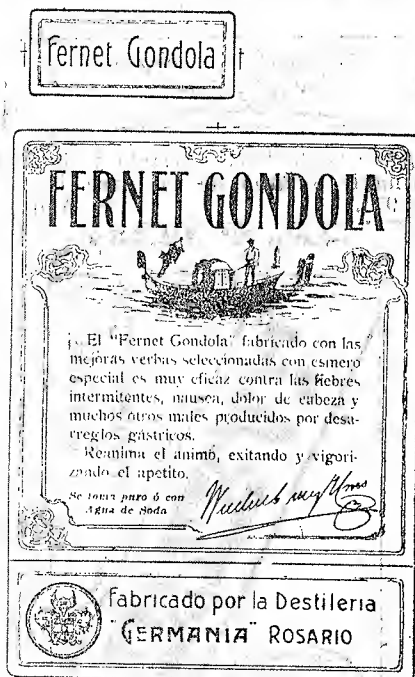 Fernet Gondola
FERNET GONDOLA
El "Fernet Gondola" fabricado con las
mejoras yerbas seleccionadas con esmero
especial es muy eficaz contra las fiebres
intermitentes, nausea, dolor de cabeza y
muchos otros males producidos por desa-
rreglos gástricos.
Reanima el animó, exitando y vigori-
zando el apetito.
Se toma puro ó con
Agua de Soda
Fabricado por la Destileria
"GERMANIA" ROSARIO